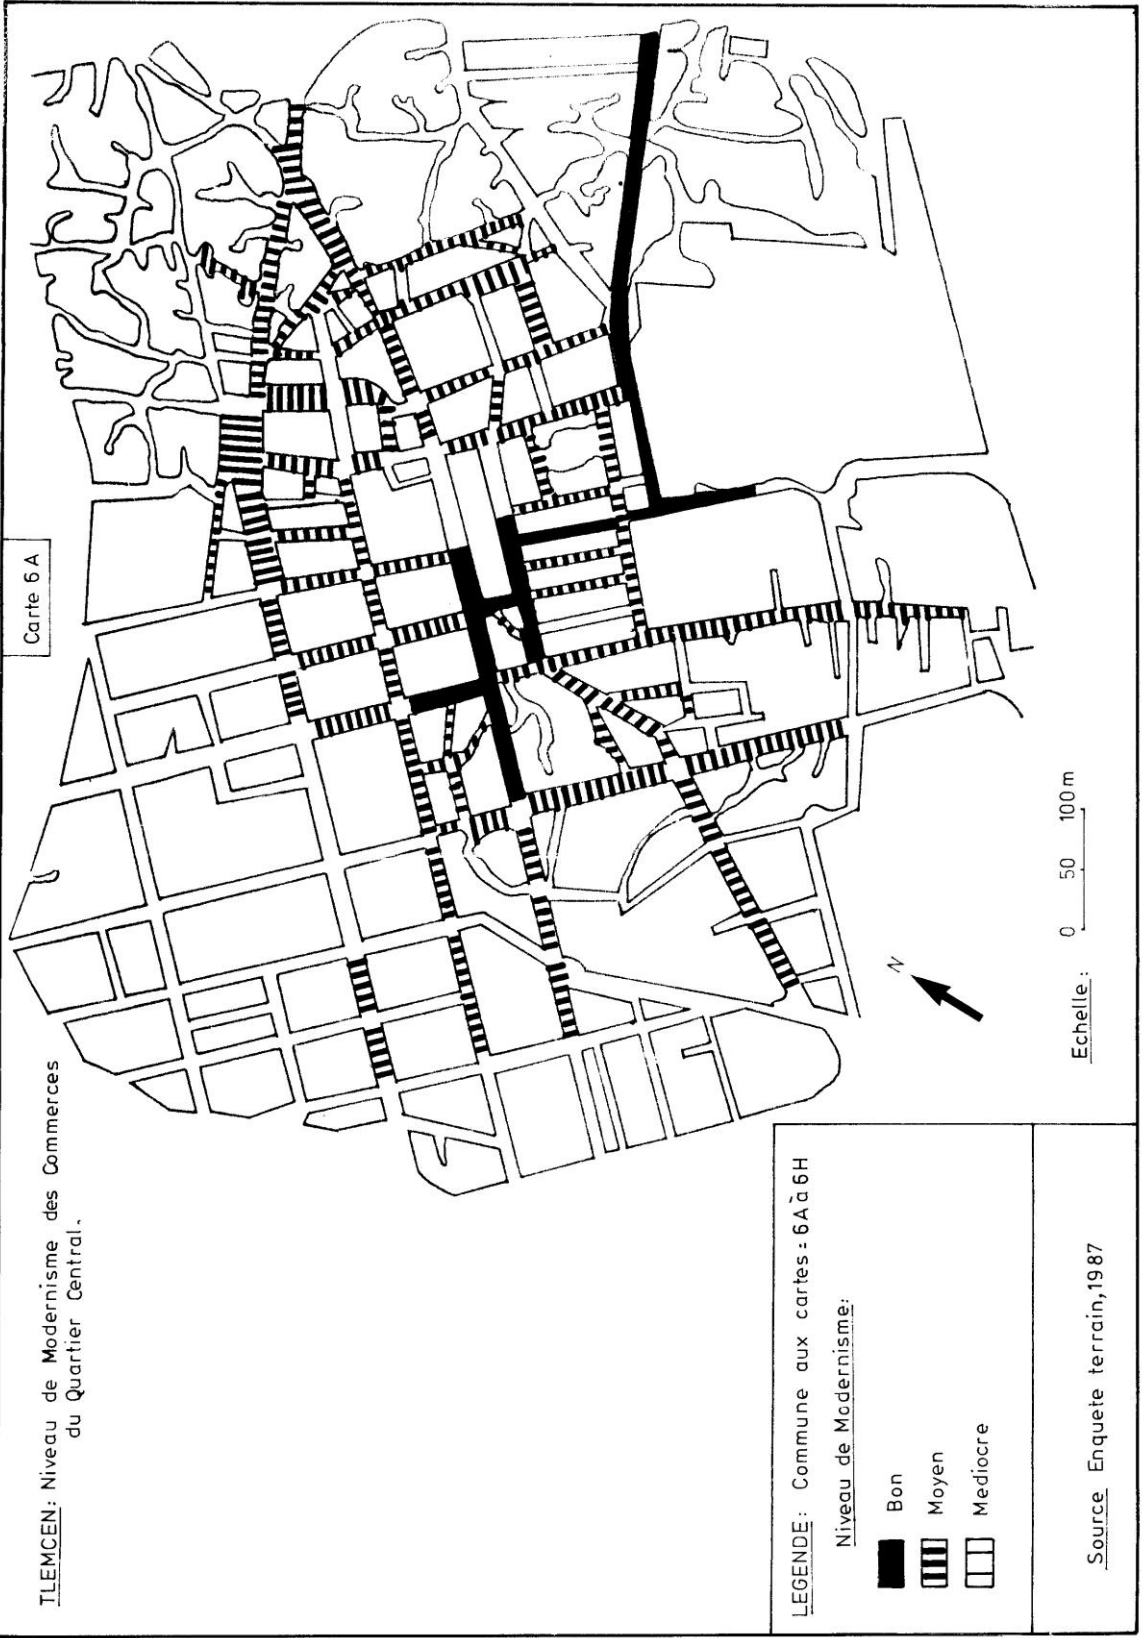 Carte 6 A
TLEMCEN: Niveau de Modernisme des Commerces
du Quartier Central.
N
Echelle:
0 50 100m
LEGENDE: Commune aux cartes: 6A à 6H
Niveau de Modernisme:
Bon
Moyen
Mediocre
Source Enquete terrain,1987